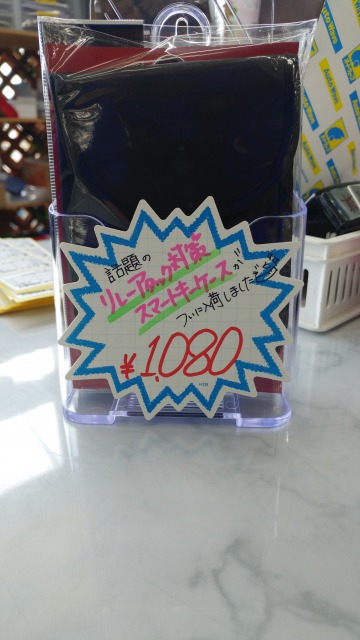 話題の
リレーアタック対策
スマートキーケースが
ついに入荷しましたぞ
¥1,080